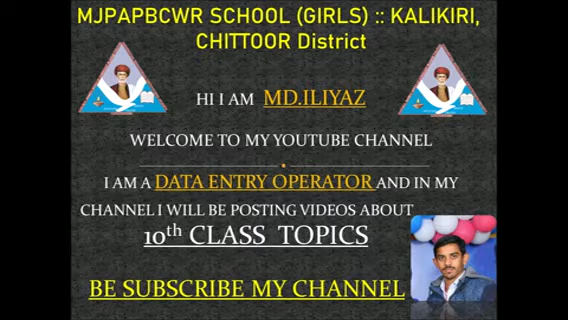 MJPAPBCWR SCHOOL (GIRLS) :: KALIKIRI,
CHITTOOR District
HI I AM MD.ILIYAZ
WELCOME TO MY YOUTUBE CHANNEL
I AM A DATA ENTRY OPERATOR AND IN MY
CHANNEL I WILL BE POSTING VIDEOS ABOUT
10th CLASS TOPICS
BE SUBSCRIBE MY CHANNEL